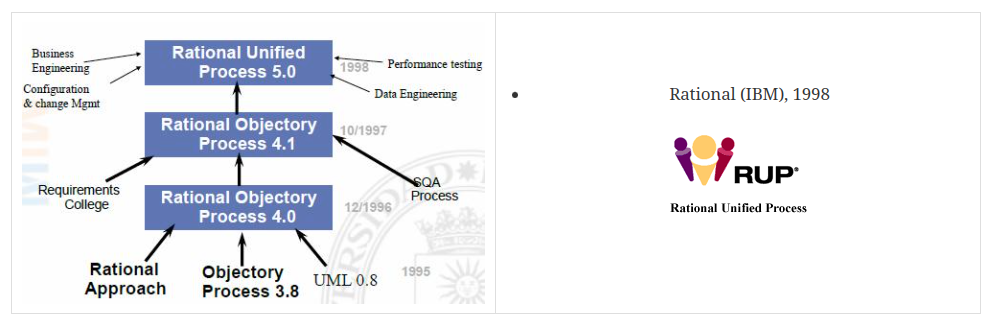 Business
Engineering
Configuration
& change Mgmt
Rational Unified
Process 5.0
1998
Performance testing
Data Engineering
Rational Objectory
Process 4.1
10/1997
Requirements
College
SQA
Process
Rational Objectory
Process 4.0
12/1996
Rational
Approach
Objectory
Process 3.8
UML 0.8
1995
• Rational (IBM), 1998
RUP®
Rational Unified Process